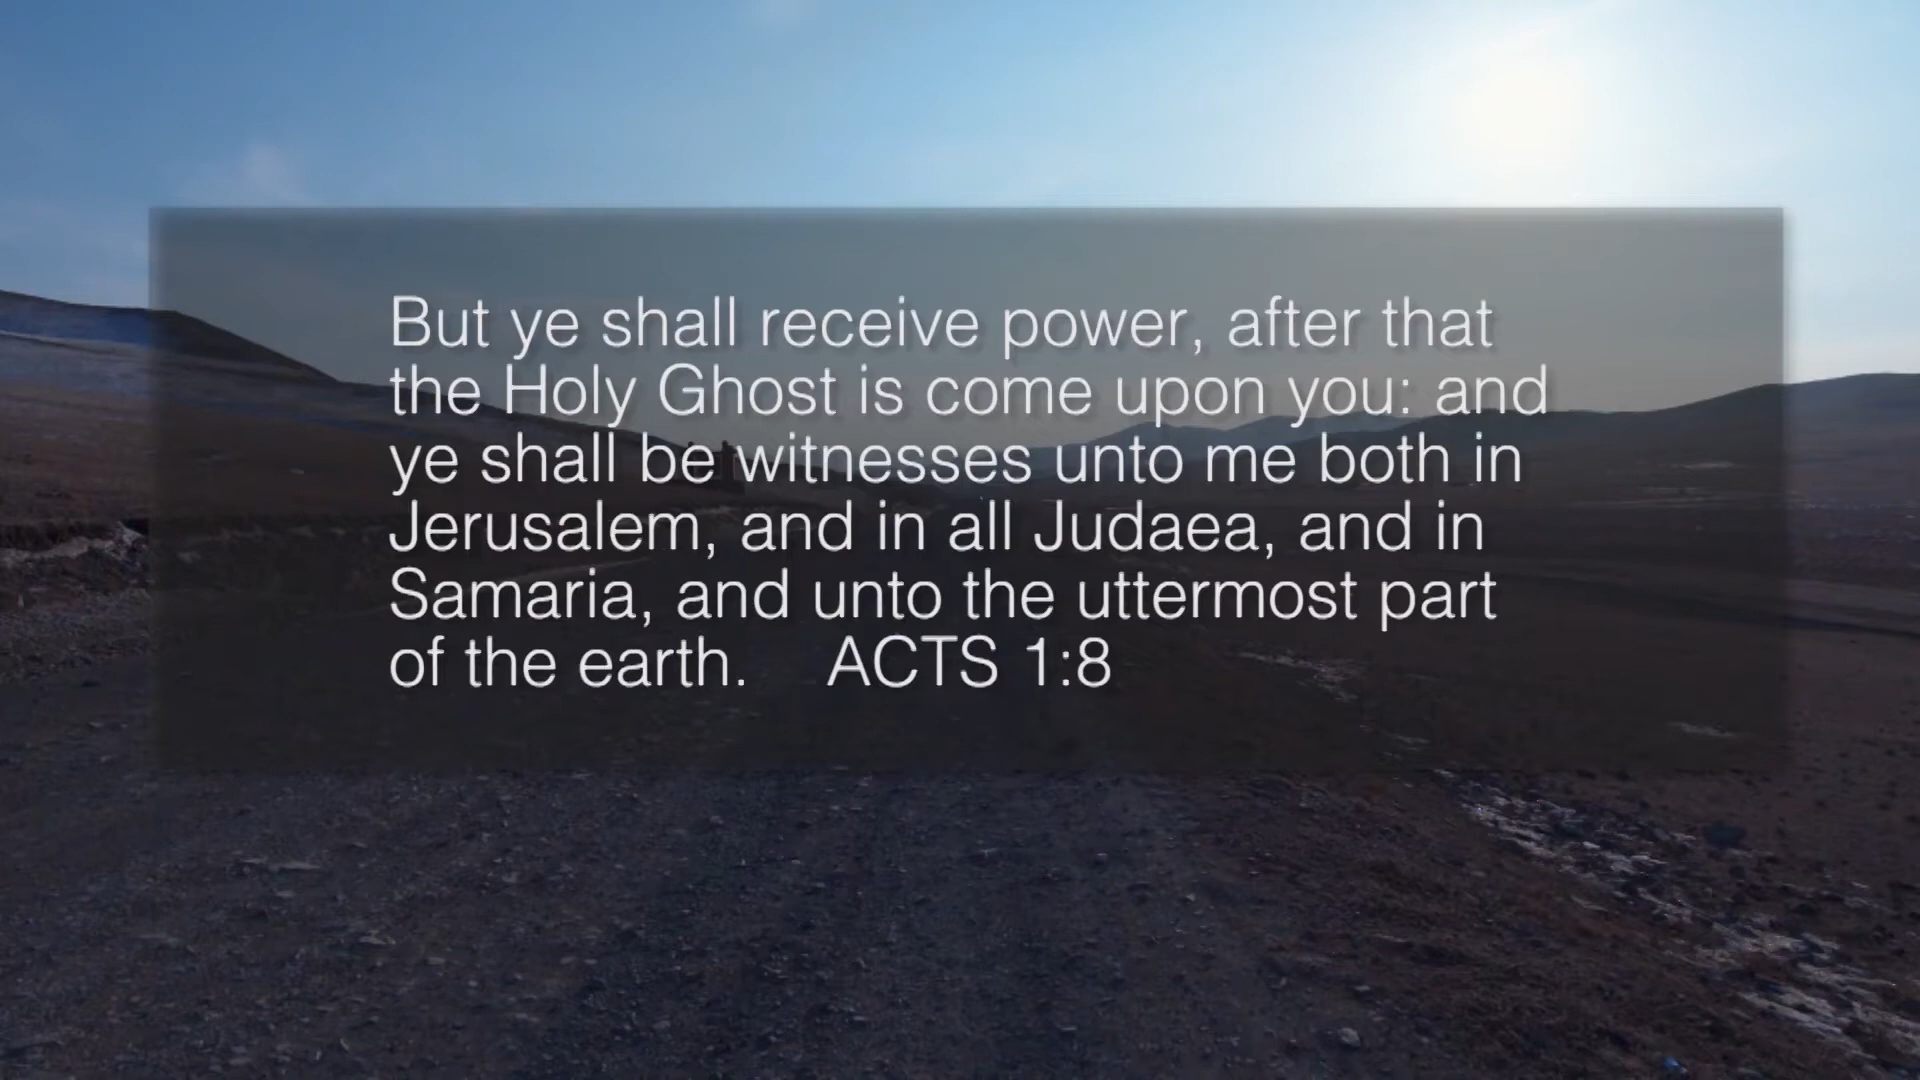 But ye shall receive power, after that
the Holy Ghost is come upon you: and
ye shall be witnesses unto me both in
Jerusalem, and in all Judaea, and in
Samaria, and unto the uttermost part
of the earth. ACTS 1:8